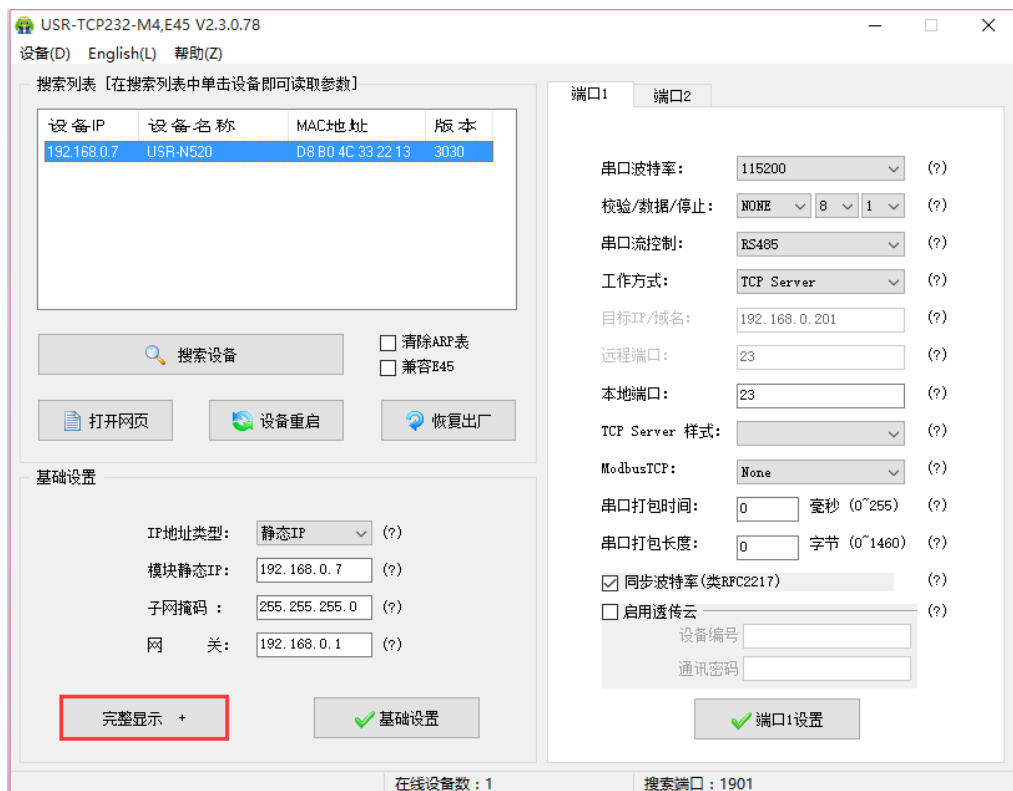 USR-TCP232-M4,E45 V2.3.0.78
设备(D) English(L) 帮助(Z)
搜索列表 [在搜索列表中单击设备即可读取参数]
设备IP 设备名称 MAC地址 版本
192.168.0.7 USR-N520 D8 B0 4C 33 22 13 3030
搜索设备
清除ARP表
兼容E45
打开网页 设备重启 恢复出厂
基础设置
IP地址类型: 静态IP (?)
模块静态IP: 192.168.0.7 (?)
子网掩码 : 255.255.255.0 (?)
网 关: 192.168.0.1 (?)
完整显示 + 基础设置
端口1 端口2
串口波特率: 115200 (?)
校验/数据/停止: NONE 8 1 (?)
串口流控制: RS485 (?)
工作方式: TCP Server (?)
目标IP/域名: 192.168.0.201 (?)
远程端口: 23 (?)
本地端口: 23 (?)
TCP Server 样式: (?)
ModbusTCP: None (?)
串口打包时间: 0 毫秒 (0~255) (?)
串口打包长度: 0 字节 (0~1460) (?)
同步波特率(类RFC2217) (?)
启用透传云 (?)
设备编号
通讯密码
端口1设置
在线设备数：1 搜索端口：1901